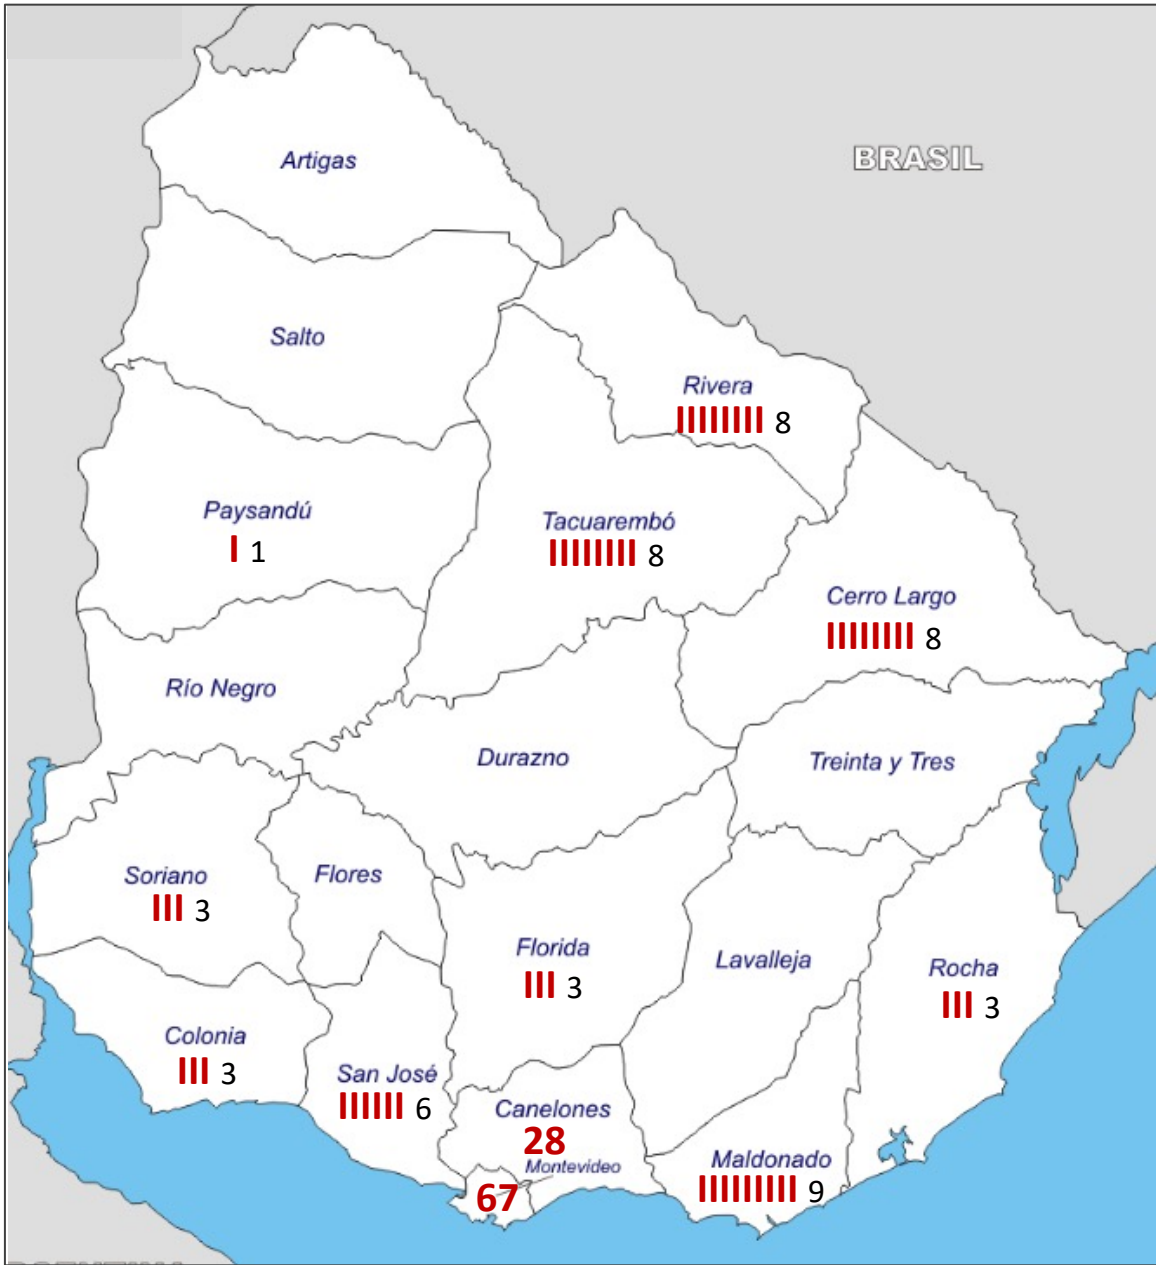 BRASIL
Artigas
Salto
Rivera
IIIIIIII 8
Paysandú
I 1
Tacuarembó
IIIIIIII 8
Cerro Largo
IIIIIIII 8
Río Negro
Durazno
Treinta y Tres
Soriano
III 3
Flores
Florida
III 3
Lavalleja
Rocha
III 3
Colonia
III 3
San José
IIIIII 6
Canelones
28
Montevideo
67
Maldonado
IIIIIIIII 9